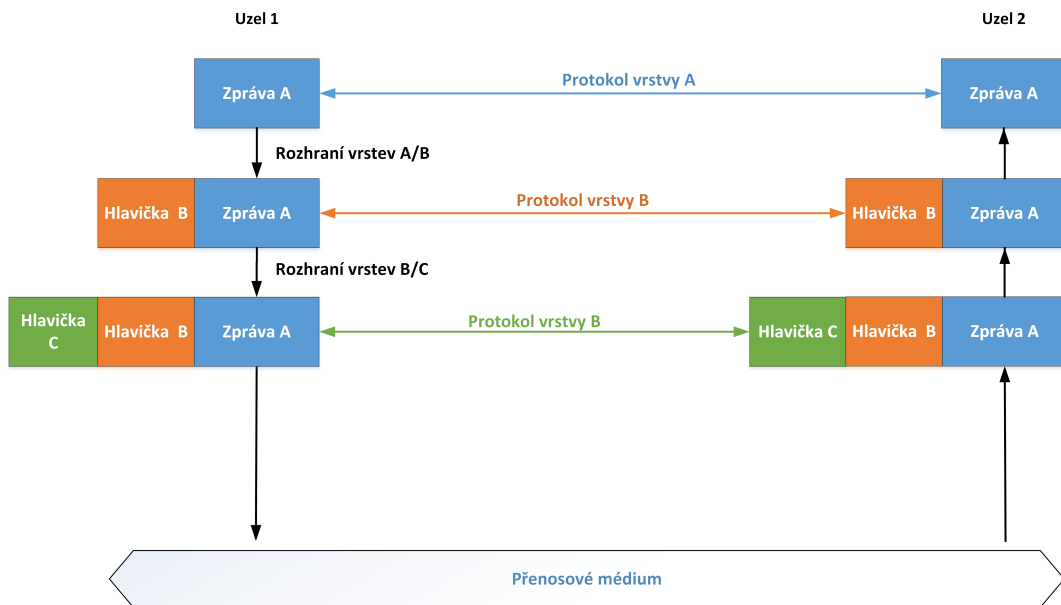 Uzel 1
Uzel 2
Zpráva A
Protokol vrstvy A
Zpráva A
Rozhraní vrstev A/B
Hlavička B
Zpráva A
Protokol vrstvy B
Hlavička B
Zpráva A
Rozhraní vrstev B/C
Hlavička
C
Hlavička B
Zpráva A
Protokol vrstvy B
Hlavička C
Hlavička B
Zpráva A
Přenosové médium